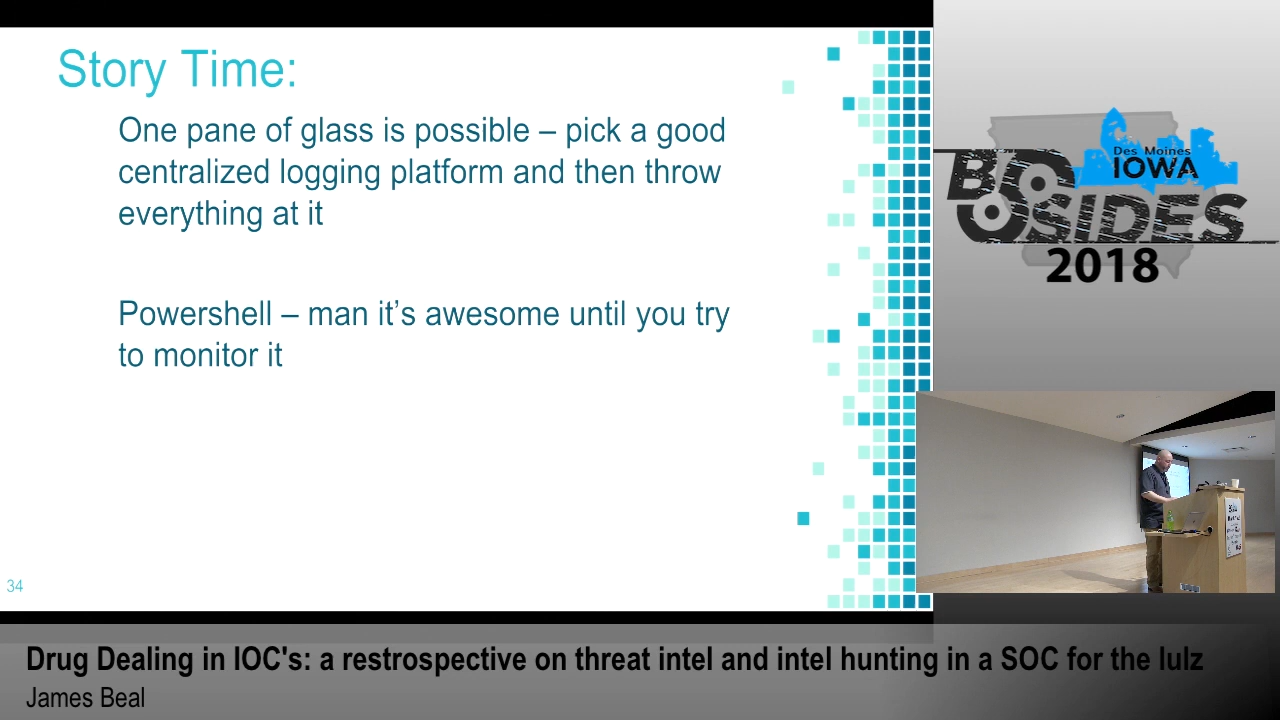 Story Time:
One pane of glass is possible – pick a good
centralized logging platform and then throw
everything at it
Powershell – man it’s awesome until you try
to monitor it
34
Des Moines
IOWA
BSIDES
2018
Drug Dealing in IOC's: a restrospective on threat intel and intel hunting in a SOC for the lulz
James Beal